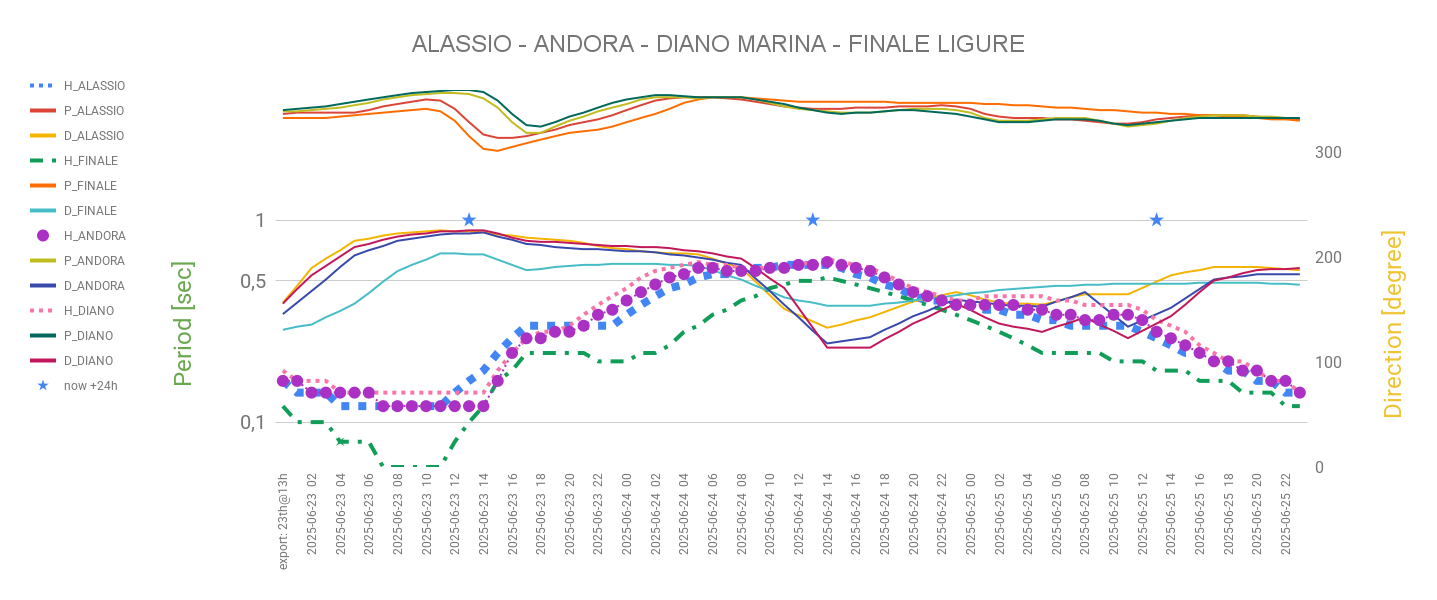 ALASSIO - ANDORA - DIANO MARINA - FINALE LIGURE
H_ALASSIO
P_ALASSIO
D_ALASSIO
H_FINALE
P_FINALE
D_FINALE
H_ANDORA
P_ANDORA
D_ANDORA
H_DIANO
P_DIANO
D_DIANO
now +24h
Period [sec]
1
0,5
0,1
300
200
100
0
Direction [degree]
export: 23th@13h
2025-06-23 02
2025-06-23 04
2025-06-23 06
2025-06-23 08
2025-06-23 10
2025-06-23 12
2025-06-23 14
2025-06-23 16
2025-06-23 18
2025-06-23 20
2025-06-23 22
2025-06-24 00
2025-06-24 02
2025-06-24 04
2025-06-24 06
2025-06-24 08
2025-06-24 10
2025-06-24 12
2025-06-24 14
2025-06-24 16
2025-06-24 18
2025-06-24 20
2025-06-24 22
2025-06-25 00
2025-06-25 02
2025-06-25 04
2025-06-25 06
2025-06-25 08
2025-06-25 10
2025-06-25 12
2025-06-25 14
2025-06-25 16
2025-06-25 18
2025-06-25 20
2025-06-25 22